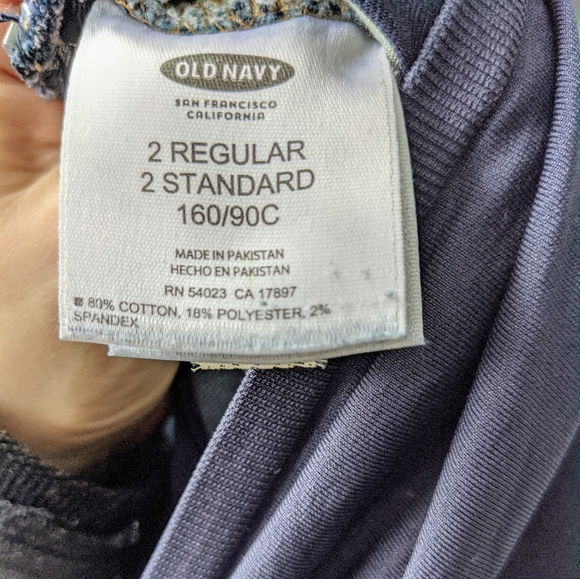 OLD NAVY
SAN FRANCISCO
CALIFORNIA
2 REGULAR
2 STANDARD
160/90C
MADE IN PAKISTAN
HECHO EN PAKISTAN
RN 54023 CA 17897
80% COTTON, 18% POLYESTER, 2%
SPANDEX